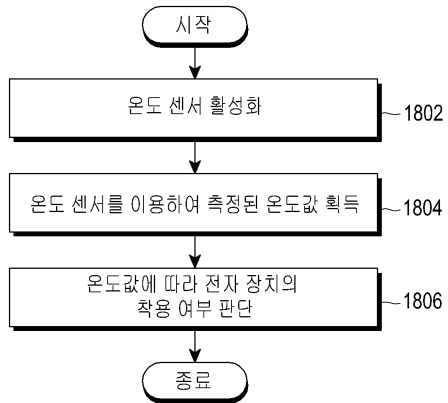 시작
온도 센서 활성화
1802
온도 센서를 이용하여 측정된 온도값 획득
1804
온도값에 따라 전자 장치의
착용 여부 판단
1806
종료